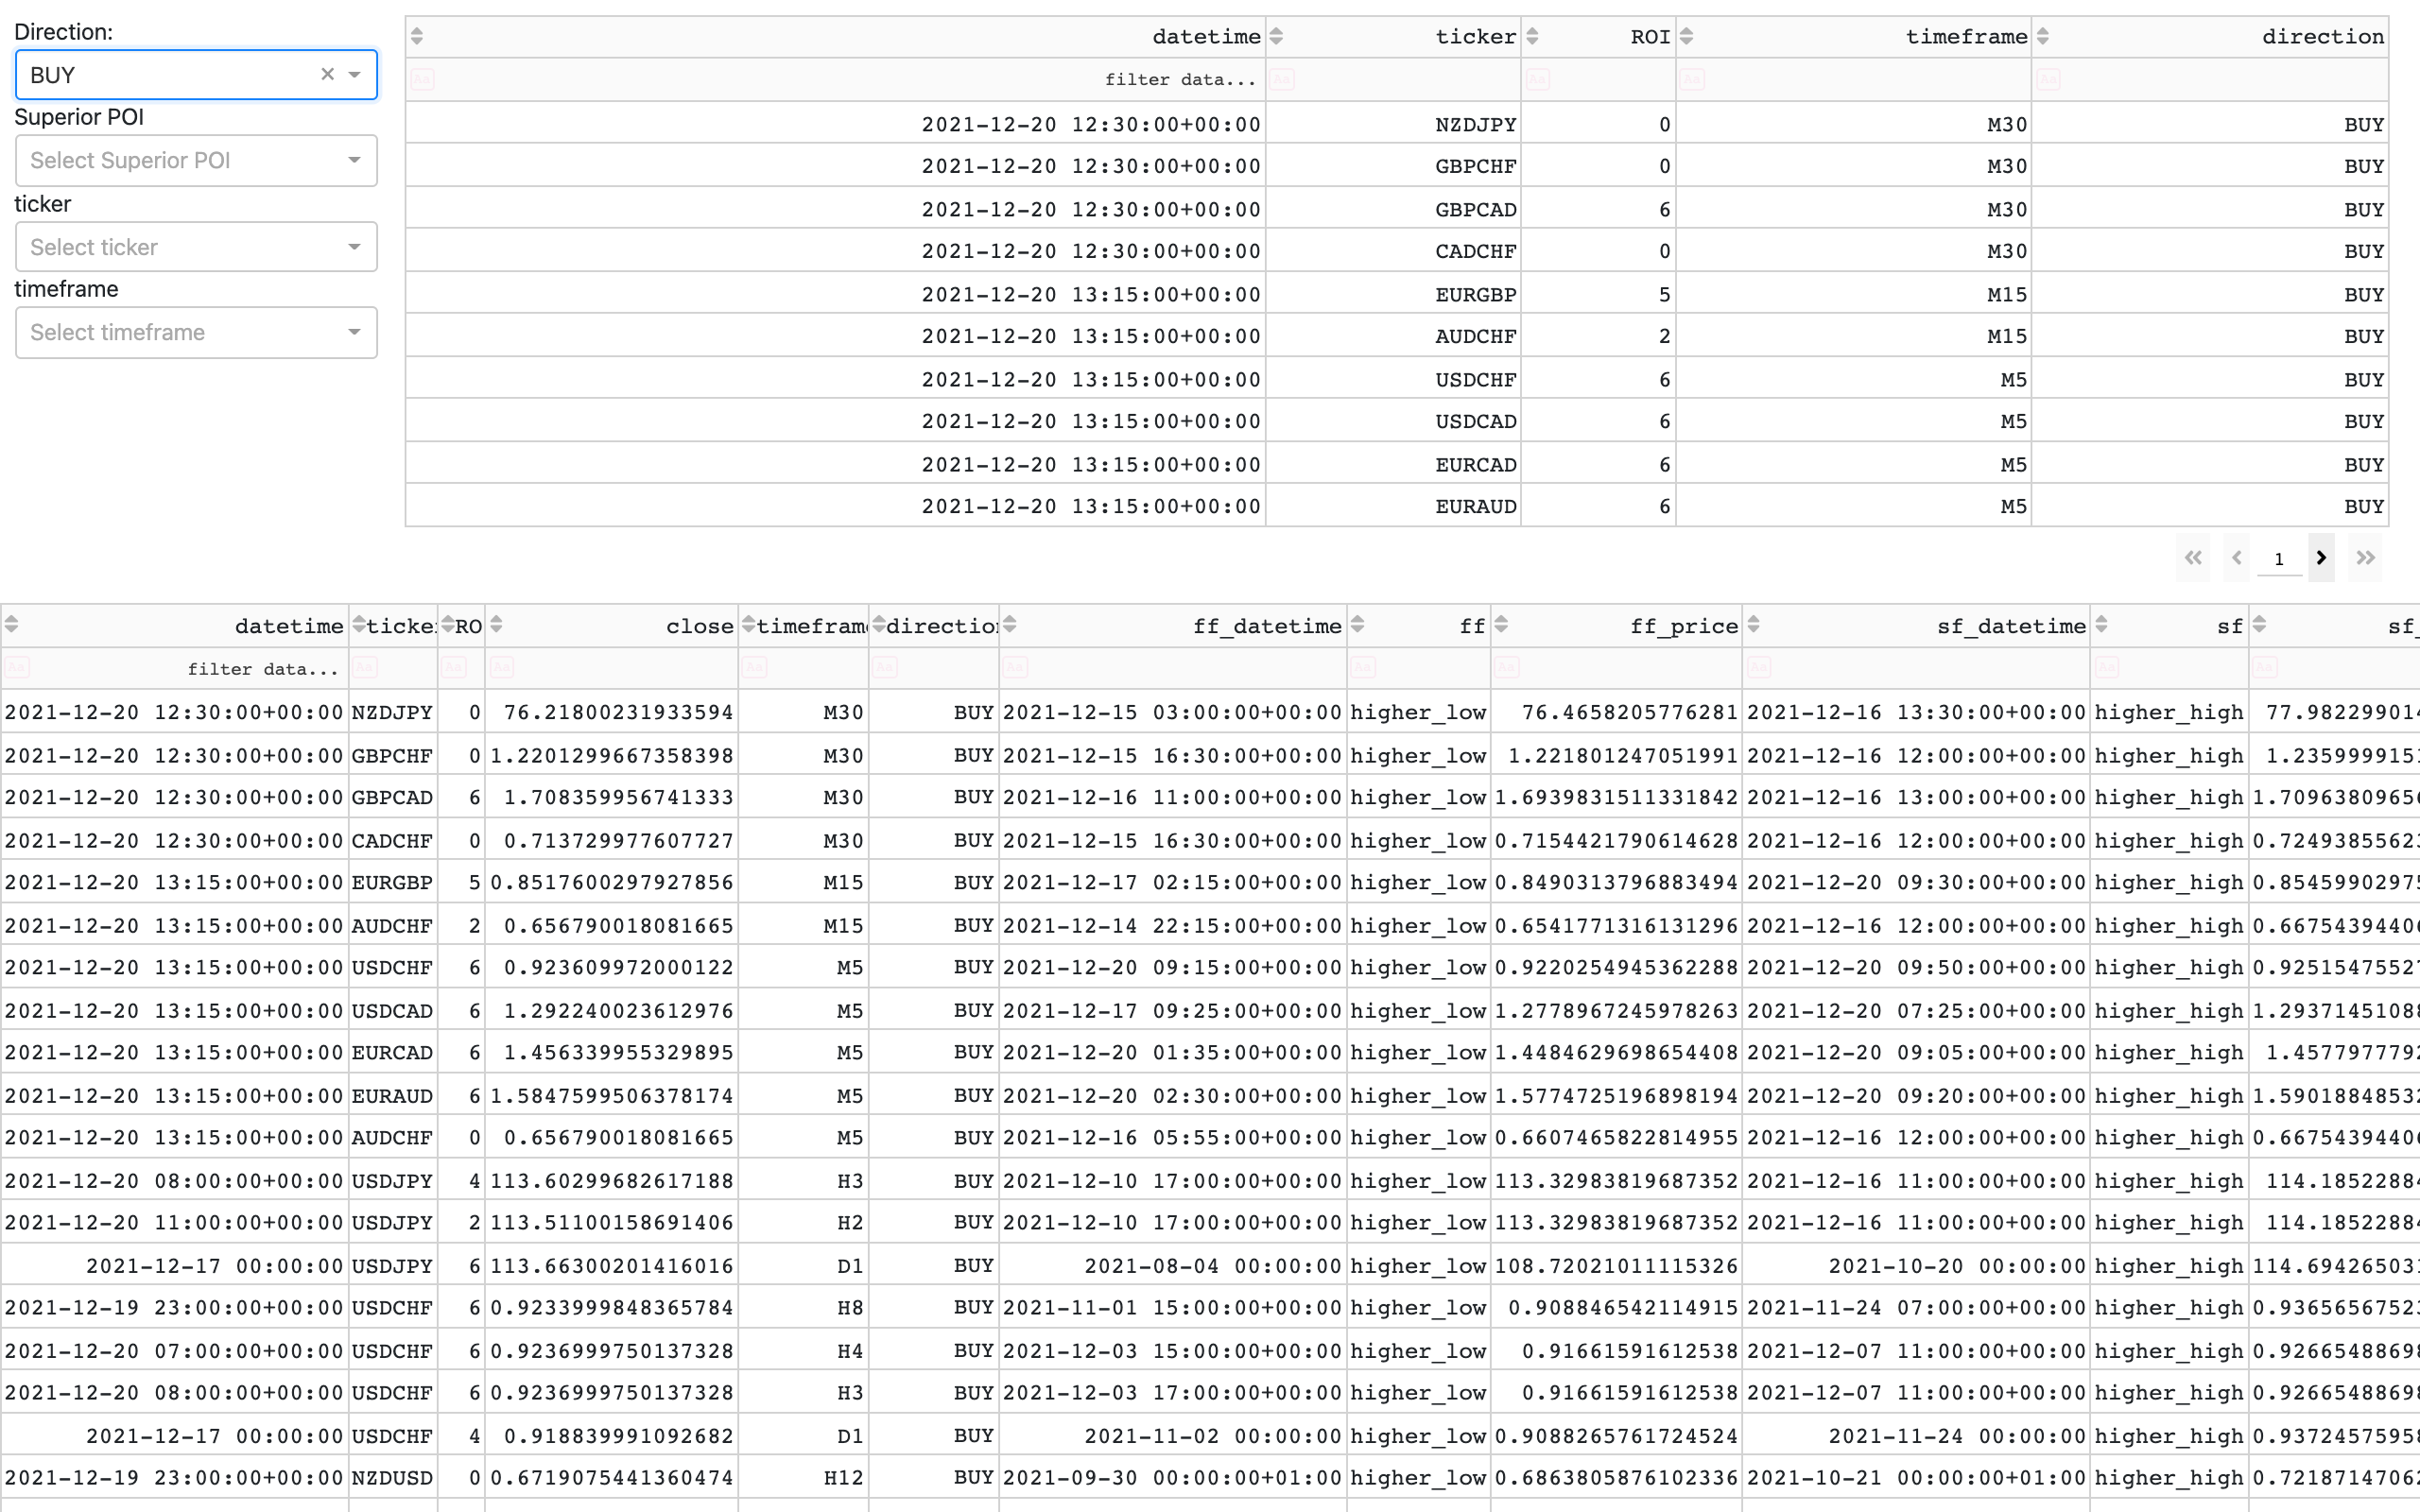 Direction:
BUY
Superior POI
Select Superior POI
ticker
Select ticker
timeframe
Select timeframe
datetime ticker ROI timeframe direction
Aa filter data... Aa Aa Aa Aa
2021-12-20 12:30:00+00:00 NZDJPY 0 M30 BUY
2021-12-20 12:30:00+00:00 GBPCHF 0 M30 BUY
2021-12-20 12:30:00+00:00 GBPCAD 6 M30 BUY
2021-12-20 12:30:00+00:00 CADCHF 0 M30 BUY
2021-12-20 13:15:00+00:00 EURGBP 5 M15 BUY
2021-12-20 13:15:00+00:00 AUDCHF 2 M15 BUY
2021-12-20 13:15:00+00:00 USDCHF 6 M5 BUY
2021-12-20 13:15:00+00:00 USDCAD 6 M5 BUY
2021-12-20 13:15:00+00:00 EURCAD 6 M5 BUY
2021-12-20 13:15:00+00:00 EURAUD 6 M5 BUY
1
datetime ticke RO close timefram directio ff_datetime ff ff_price sf_datetime sf sf_
Aa filter data... Aa Aa Aa Aa Aa Aa Aa Aa Aa Aa Aa
2021-12-20 12:30:00+00:00 NZDJPY 0 76.21800231933594 M30 BUY 2021-12-15 03:00:00+00:00 higher_low 76.4658205776281 2021-12-16 13:30:00+00:00 higher_high 77.98229901
2021-12-20 12:30:00+00:00 GBPCHF 0 1.2201299667358398 M30 BUY 2021-12-15 16:30:00+00:00 higher_low 1.221801247051991 2021-12-16 12:00:00+00:00 higher_high 1.235999915
2021-12-20 12:30:00+00:00 GBPCAD 6 1.708359956741333 M30 BUY 2021-12-16 11:00:00+00:00 higher_low 1.6939831511331842 2021-12-16 13:00:00+00:00 higher_high 1.70963809656
2021-12-20 12:30:00+00:00 CADCHF 0 0.713729977607727 M30 BUY 2021-12-15 16:30:00+00:00 higher_low 0.7154421790614628 2021-12-16 12:00:00+00:00 higher_high 0.72493855623
2021-12-20 13:15:00+00:00 EURGBP 5 0.8517600297927856 M15 BUY 2021-12-17 02:15:00+00:00 higher_low 0.8490313796883494 2021-12-20 09:30:00+00:00 higher_high 0.85459902975
2021-12-20 13:15:00+00:00 AUDCHF 2 0.656790018081665 M15 BUY 2021-12-14 22:15:00+00:00 higher_low 0.6541771316131296 2021-12-16 12:00:00+00:00 higher_high 0.66754394406
2021-12-20 13:15:00+00:00 USDCHF 6 0.923609972000122 M5 BUY 2021-12-20 09:15:00+00:00 higher_low 0.9220254945362288 2021-12-20 09:50:00+00:00 higher_high 0.92515475527
2021-12-20 13:15:00+00:00 USDCAD 6 1.292240023612976 M5 BUY 2021-12-17 09:25:00+00:00 higher_low 1.2778967245978263 2021-12-20 07:25:00+00:00 higher_high 1.29371451088
2021-12-20 13:15:00+00:00 EURCAD 6 1.456339955329895 M5 BUY 2021-12-20 01:35:00+00:00 higher_low 1.4484629698654408 2021-12-20 09:05:00+00:00 higher_high 1.4577977792
2021-12-20 13:15:00+00:00 EURAUD 6 1.5847599506378174 M5 BUY 2021-12-20 02:30:00+00:00 higher_low 1.5774725196898194 2021-12-20 09:20:00+00:00 higher_high 1.59018848532
2021-12-20 13:15:00+00:00 AUDCHF 0 0.656790018081665 M5 BUY 2021-12-16 05:55:00+00:00 higher_low 0.6607465822814955 2021-12-16 12:00:00+00:00 higher_high 0.66754394406
2021-12-20 08:00:00+00:00 USDJPY 4 113.60299682617188 H3 BUY 2021-12-10 17:00:00+00:00 higher_low 113.32983819687352 2021-12-16 11:00:00+00:00 higher_high 114.18522884
2021-12-20 11:00:00+00:00 USDJPY 2 113.51100158691406 H2 BUY 2021-12-10 17:00:00+00:00 higher_low 113.32983819687352 2021-12-16 11:00:00+00:00 higher_high 114.18522884
2021-12-17 00:00:00 USDJPY 6 113.66300201416016 D1 BUY 2021-08-04 00:00:00 higher_low 108.72021011115326 2021-10-20 00:00:00 higher_high 114.69426503
2021-12-19 23:00:00+00:00 USDCHF 6 0.9233999848365784 H8 BUY 2021-11-01 15:00:00+00:00 higher_low 0.908846542114915 2021-11-24 07:00:00+00:00 higher_high 0.93656567523
2021-12-20 07:00:00+00:00 USDCHF 6 0.9236999750137328 H4 BUY 2021-12-03 15:00:00+00:00 higher_low 0.91661591612538 2021-12-07 11:00:00+00:00 higher_high 0.92665488698
2021-12-20 08:00:00+00:00 USDCHF 6 0.9236999750137328 H3 BUY 2021-12-03 17:00:00+00:00 higher_low 0.91661591612538 2021-12-07 11:00:00+00:00 higher_high 0.92665488698
2021-12-17 00:00:00 USDCHF 4 0.918839991092682 D1 BUY 2021-11-02 00:00:00 higher_low 0.9088265761724524 2021-11-24 00:00:00 higher_high 0.93724575958
2021-12-19 23:00:00+00:00 NZDUSD 0 0.6719075441360474 H12 BUY 2021-09-30 00:00:00+01:00 higher_low 0.6863805876102336 2021-10-21 00:00:00+01:00 higher_high 0.72187147062